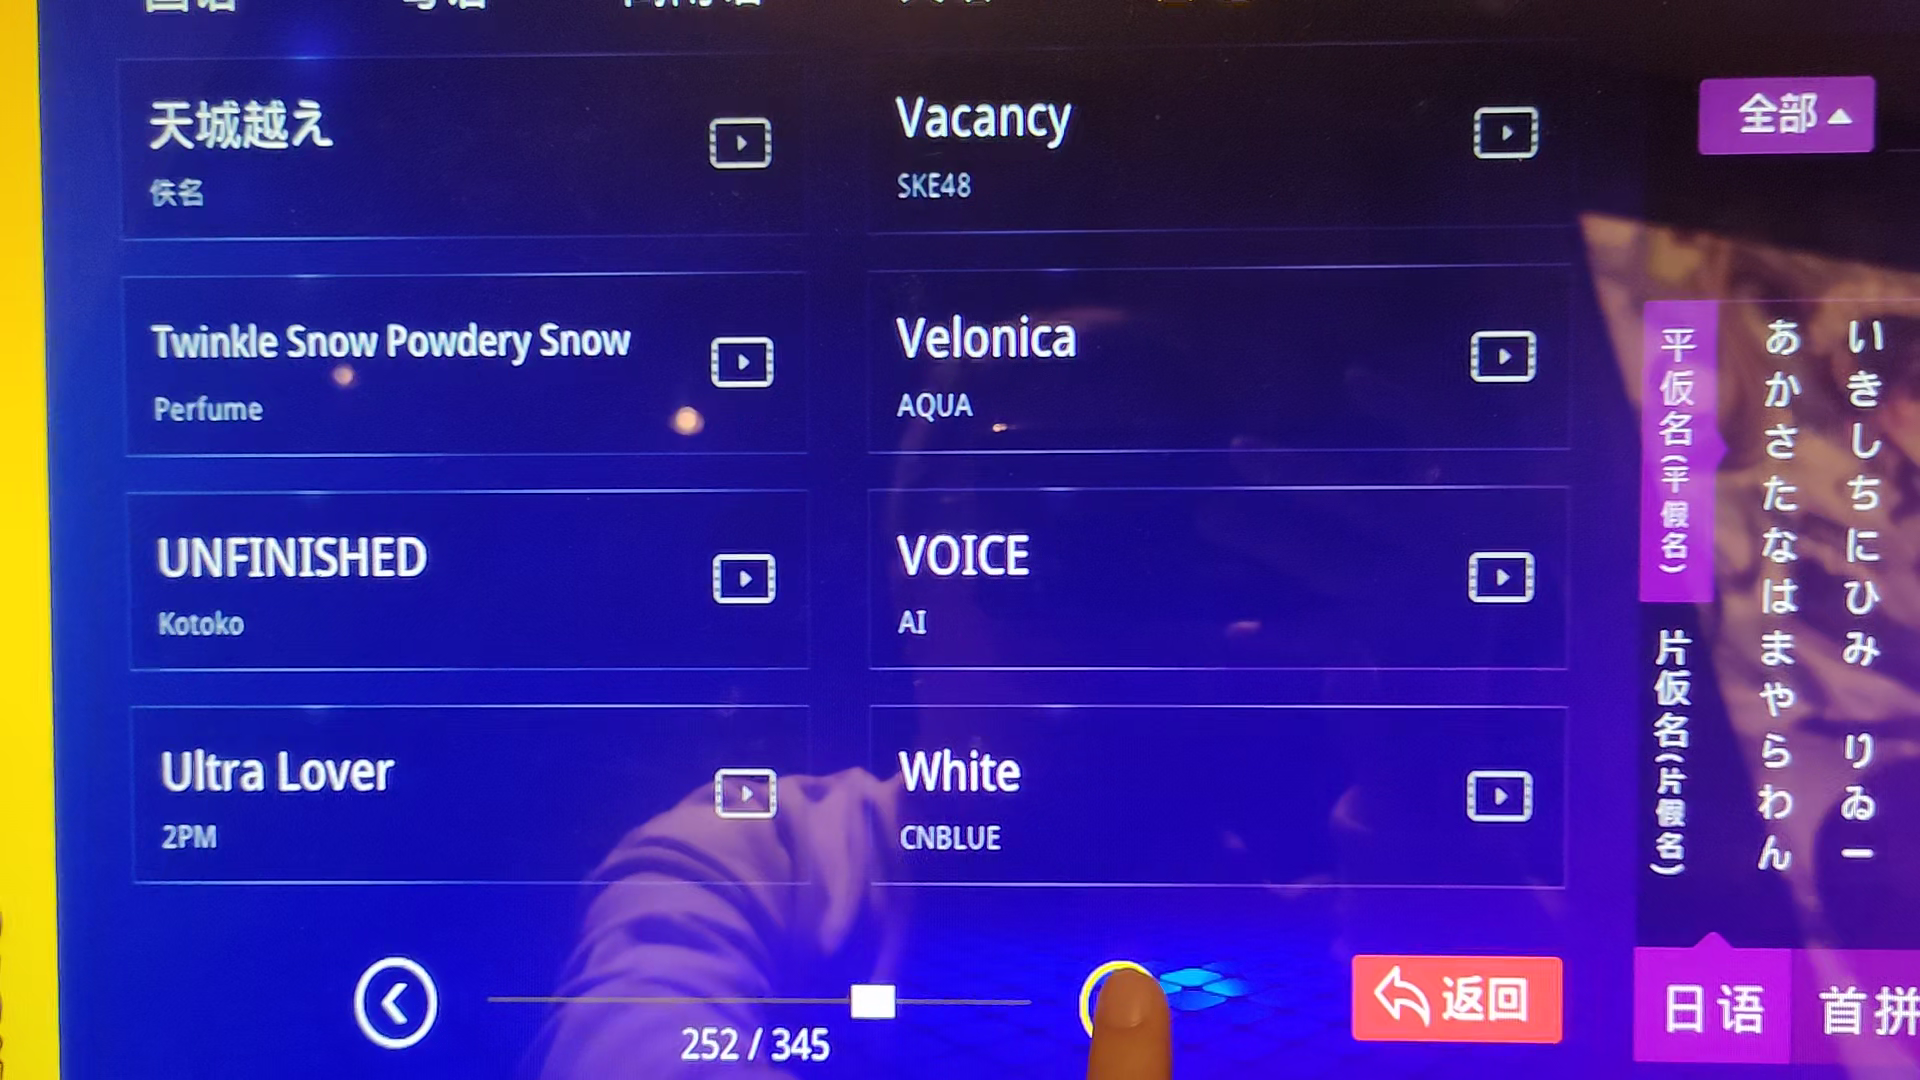 天城越え
佚名
Vacancy
SKE48
全部
Twinkle Snow Powdery Snow
Perfume
Velonica
AQUA
UNFINISHED
Kotoko
VOICE
AI
Ultra Lover
2PM
White
CNBLUE
平仮名(平假名)
片仮名(片假名)
あかさたなはまやらわん
いきしちにひみ りゐー
252 / 345
返回
日语
首拼